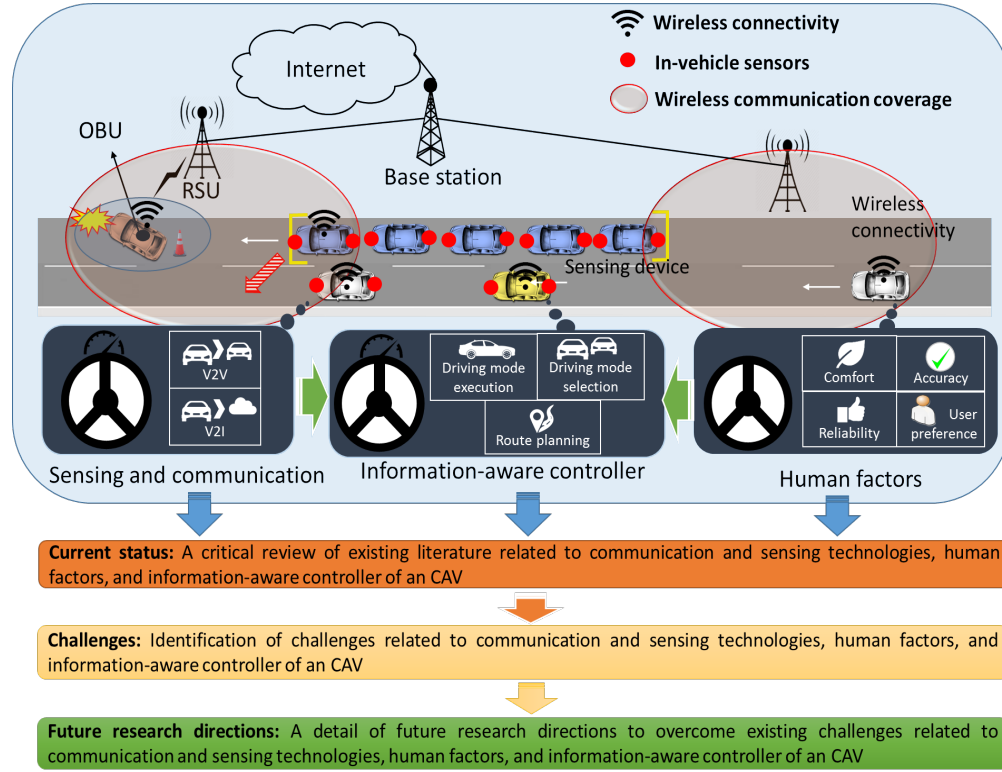 Wireless connectivity
In-vehicle sensors
Wireless communication coverage
Internet
OBU
RSU
Base station
Wireless
connectivity
Sensing device
V2V
V2I
Driving mode
execution
Driving mode
selection
Route planning
Comfort
Accuracy
Reliability
User
preference
Sensing and communication
Information-aware controller
Human factors
Current status: A critical review of existing literature related to communication and sensing technologies, human
factors, and information-aware controller of an CAV
Challenges: Identification of challenges related to communication and sensing technologies, human factors, and
information-aware controller of an CAV
Future research directions: A detail of future research directions to overcome existing challenges related to
communication and sensing technologies, human factors, and information-aware controller of an CAV